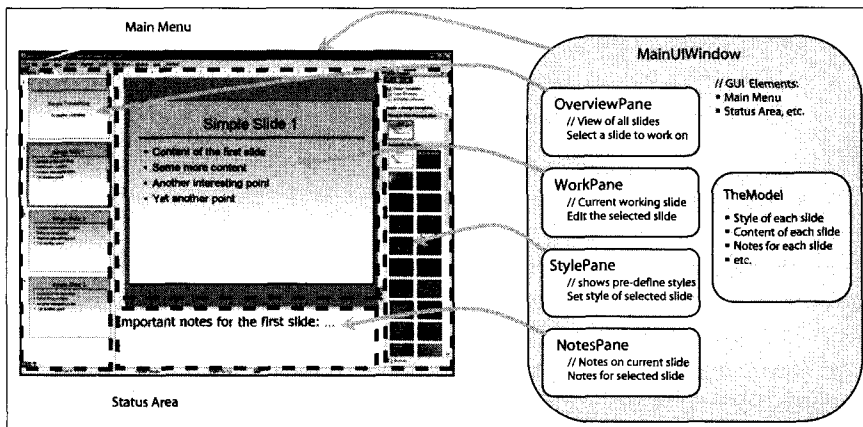 Main Menu
Simple Slide 1
• Content of the first slide
• Some more content
• Another interesting point
• Yet another point
Important notes for the first slide: ...
Status Area
MainUIWindow
// GUI Elements:
• Main Menu
• Status Area, etc.
OverviewPane
// View of all slides
Select a slide to work on
WorkPane
// Current working slide
Edit the selected slide
TheModel
• Style of each slide
• Content of each slide
• Notes for each slide
• etc.
StylePane
// shows pre-define styles
Set style of selected slide
NotesPane
// Notes on current slide
Notes for selected slide